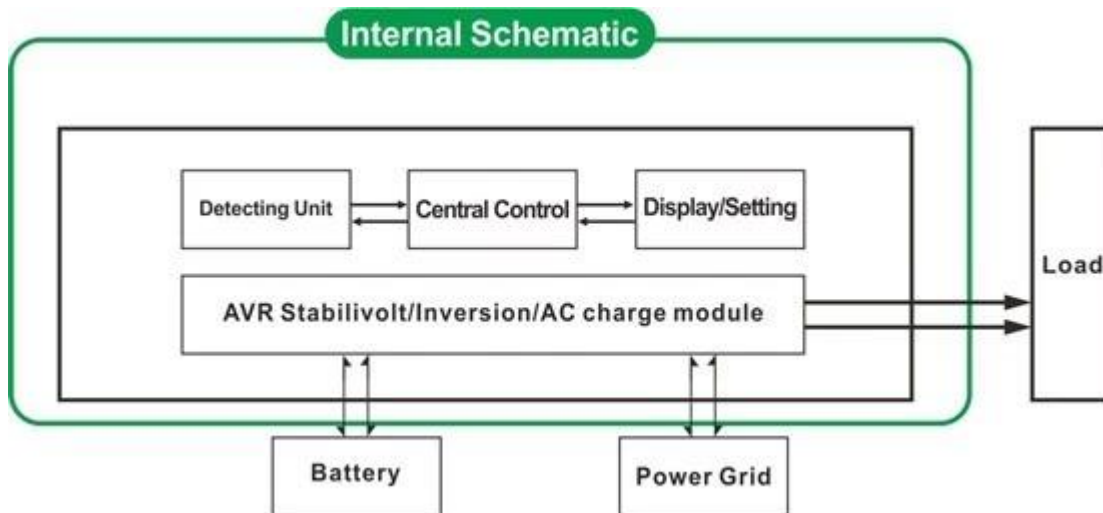 Internal Schematic
Detecting Unit
Central Control
Display/Setting
Load
AVR Stabilivolt/Inversion/AC charge module
Battery
Power Grid